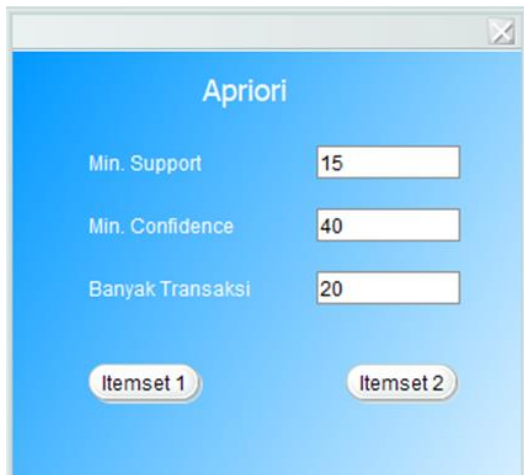 Apriori
Min. Support 15
Min. Confidence 40
Banyak Transaksi 20
Itemset 1 Itemset 2